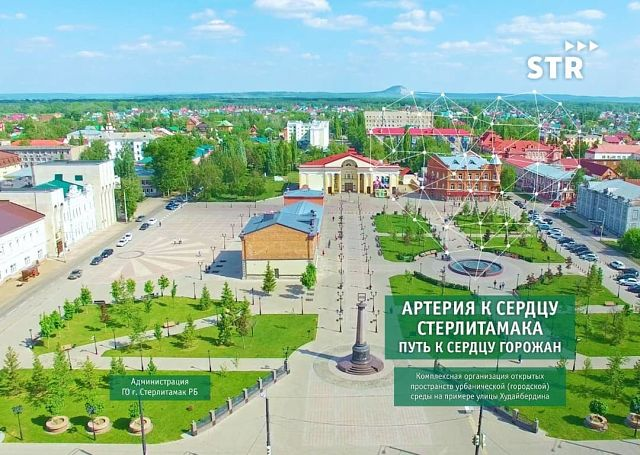 STR
АРТЕРИЯ К СЕРДЦУ
СТЕРЛИТАМАКА
ПУТЬ К СЕРДЦУ ГОРОЖАН
Комплексная организация открытых
пространств урбанической (городской)
среды на примере улицы Худайбердина
Администрация
ГО г. Стерлитамак РБ